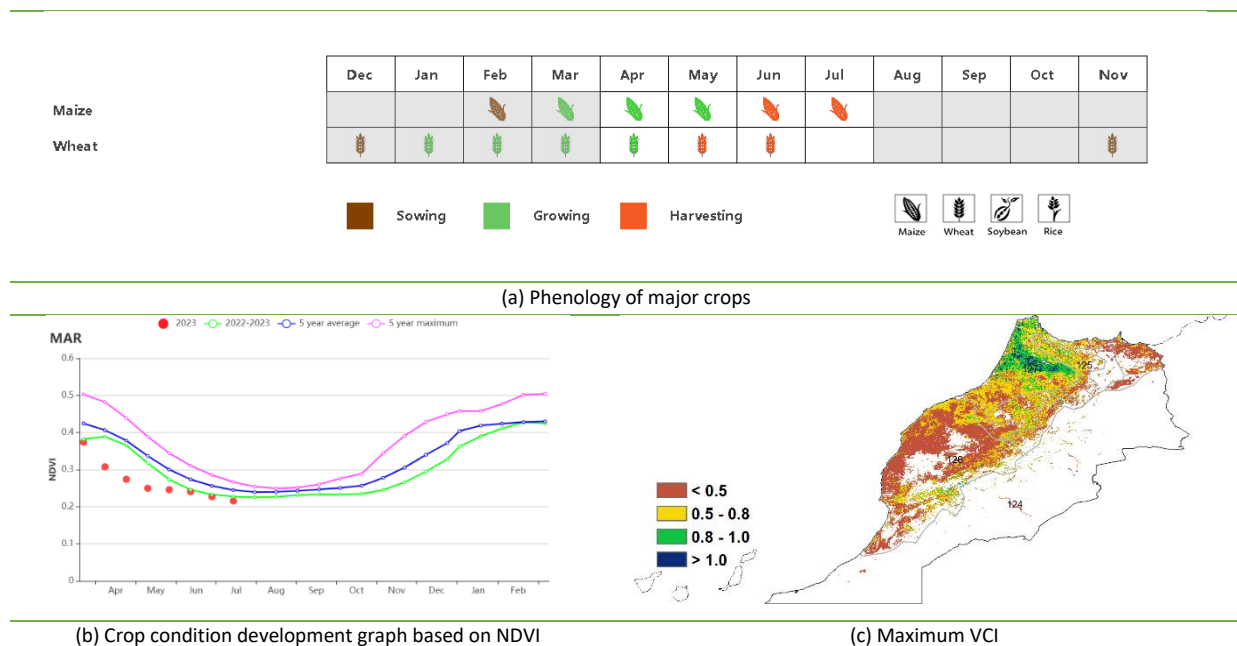 Dec Jan Feb Mar Apr May Jun Jul Aug Sep Oct Nov
Maize
Wheat
Sowing Growing Harvesting
Maize Wheat Soybean Rice
(a) Phenology of major crops
2023 2022-2023 5 year average 5 year maximum
MAR
0.6
0.5
0.4
0.3
0.2
0.1
0
NDVI
Apr May Jun Jul Aug Sep Oct Nov Dec Jan Feb
125
126
124
< 0.5
0.5 - 0.8
0.8 - 1.0
> 1.0
(b) Crop condition development graph based on NDVI
(c) Maximum VCI